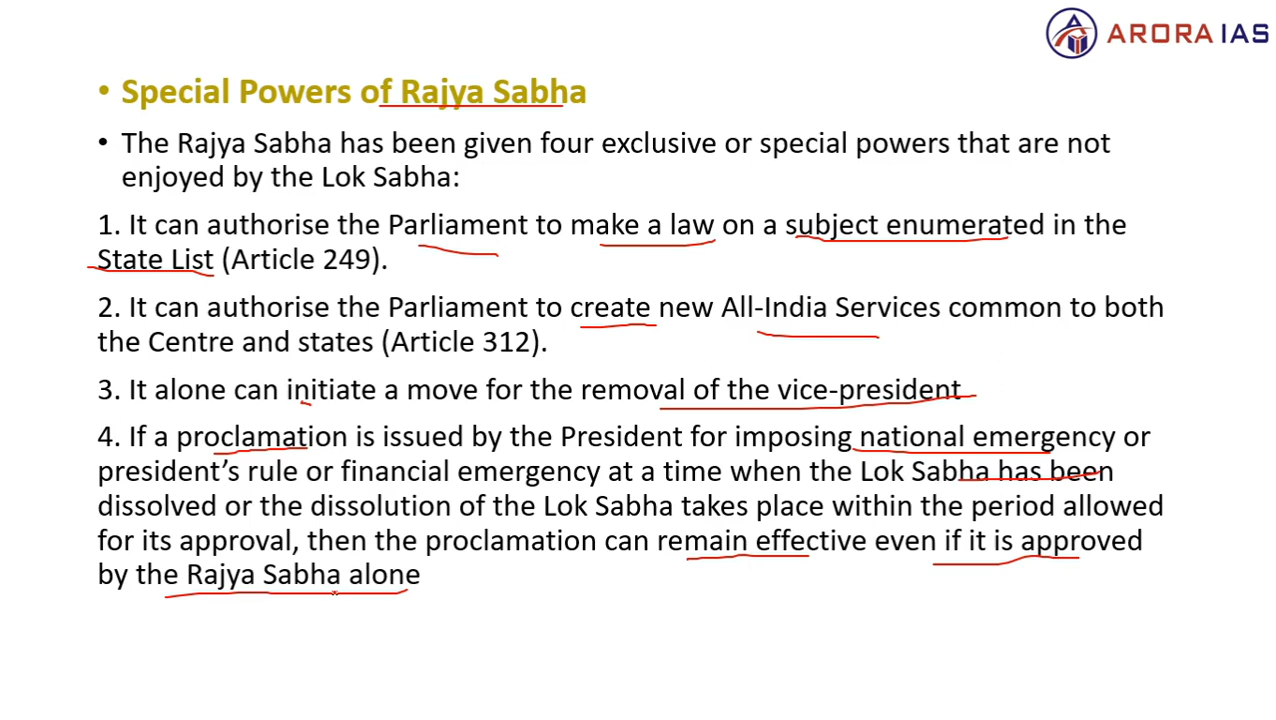 ARORA IAS
• Special Powers of Rajya Sabha
• The Rajya Sabha has been given four exclusive or special powers that are not
enjoyed by the Lok Sabha:
1. It can authorise the Parliament to make a law on a subject enumerated in the
State List (Article 249).
2. It can authorise the Parliament to create new All-India Services common to both
the Centre and states (Article 312).
3. It alone can initiate a move for the removal of the vice-president
4. If a proclamation is issued by the President for imposing national emergency or
president’s rule or financial emergency at a time when the Lok Sabha has been
dissolved or the dissolution of the Lok Sabha takes place within the period allowed
for its approval, then the proclamation can remain effective even if it is approved
by the Rajya Sabha alone